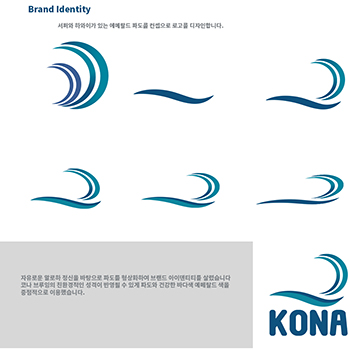 Brand Identity
서퍼와 하와이가 있는 에메랄드 파도를 컨셉으로 로고를 디자인합니다.
자유로운 알로하 정신을 바탕으로 파도를 형상화하여 브랜드 아이덴티티를 살렸습니다
코나 브루잉의 친환경적인 성격이 반영될 수 있게 파도와 건강한 바다색 에메랄드 색을
중점적으로 이용했습니다.
KONA